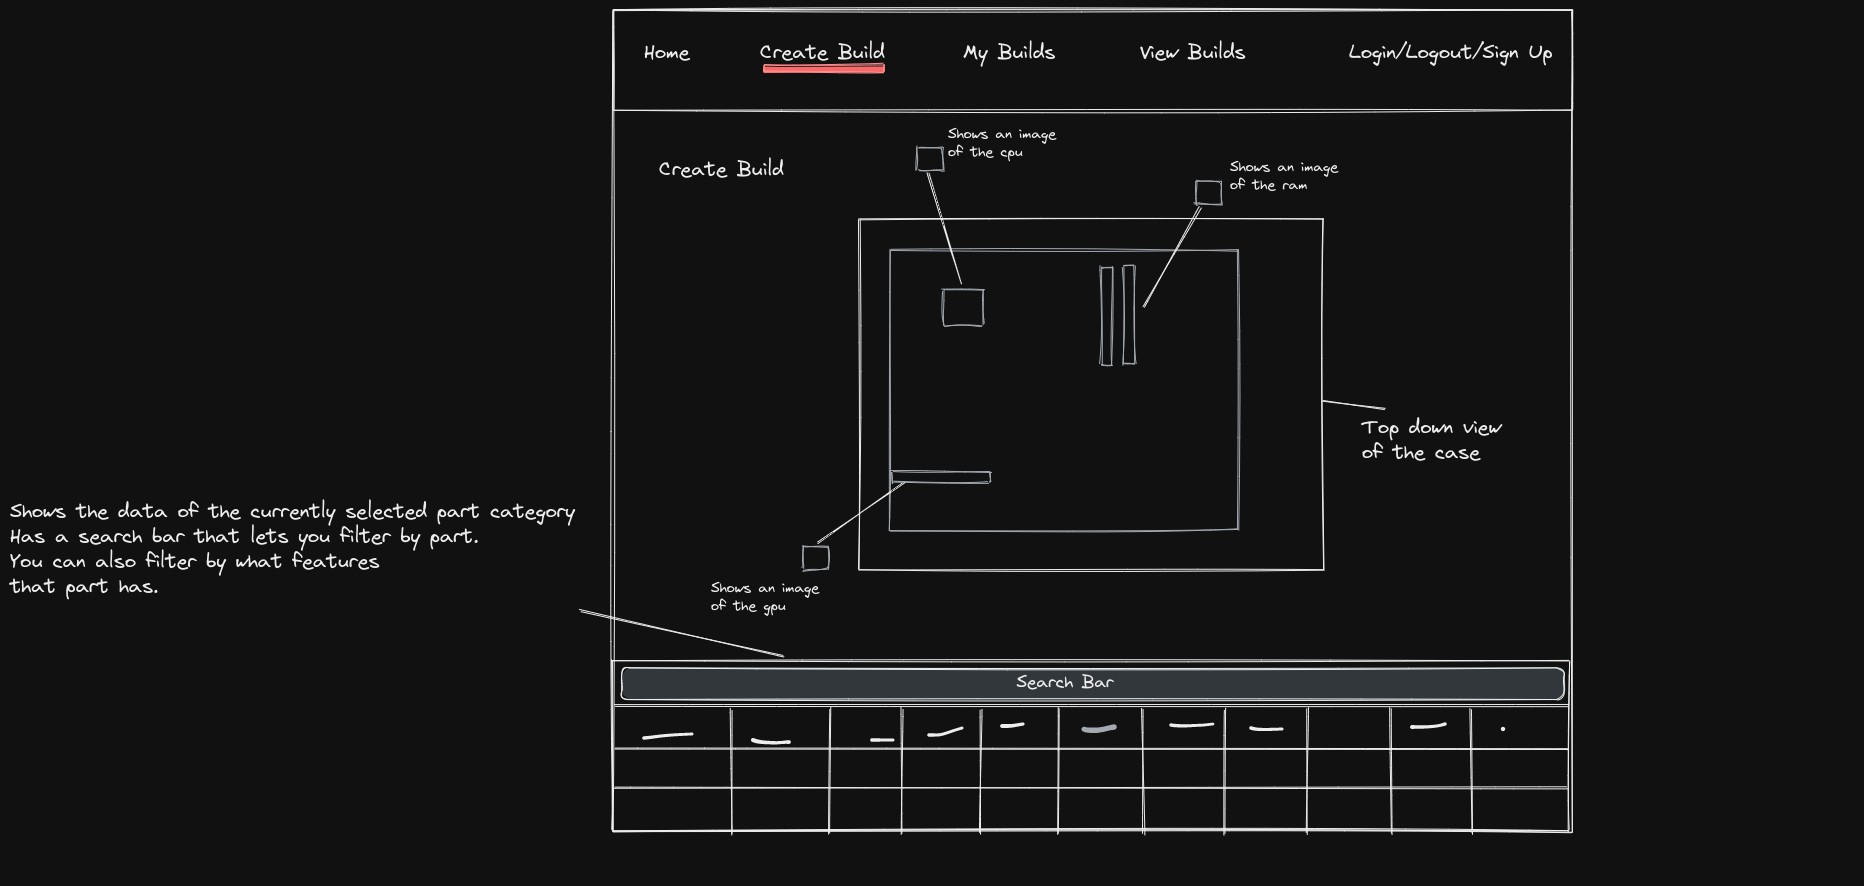 Home
Create Build
My Builds
View Builds
Login/Logout/Sign Up
Create Build
Shows an image
of the cpu
Shows an image
of the ram
Top down view
of the case
Shows the data of the currently selected part category
Has a search bar that lets you filter by part.
You can also filter by what features
that part has.
Shows an image
of the gpu
Search Bar